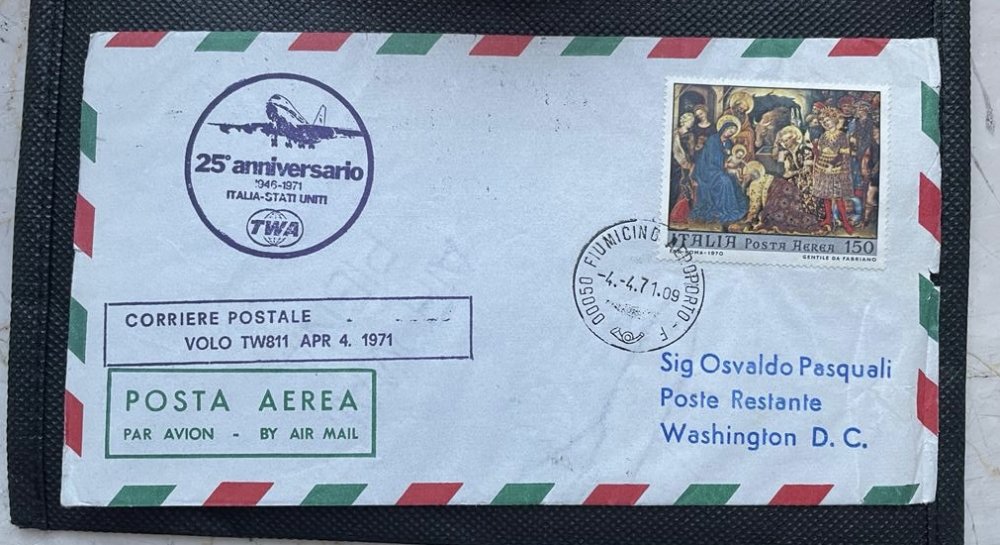 25° anniversario
1946-1971
ITALIA-STATI UNITI
TWA
ITALIA POSTA AEREA 150
ROMA-1970 GENTILE DA FABRIANO
00050 FIUMICINO AEROPORTO - F
-4.-4.71.09
CORRIERE POSTALE
VOLO TW811 APR 4. 1971
POSTA AEREA
PAR AVION - BY AIR MAIL
Sig Osvaldo Pasquali
Poste Restante
Washington D. C.